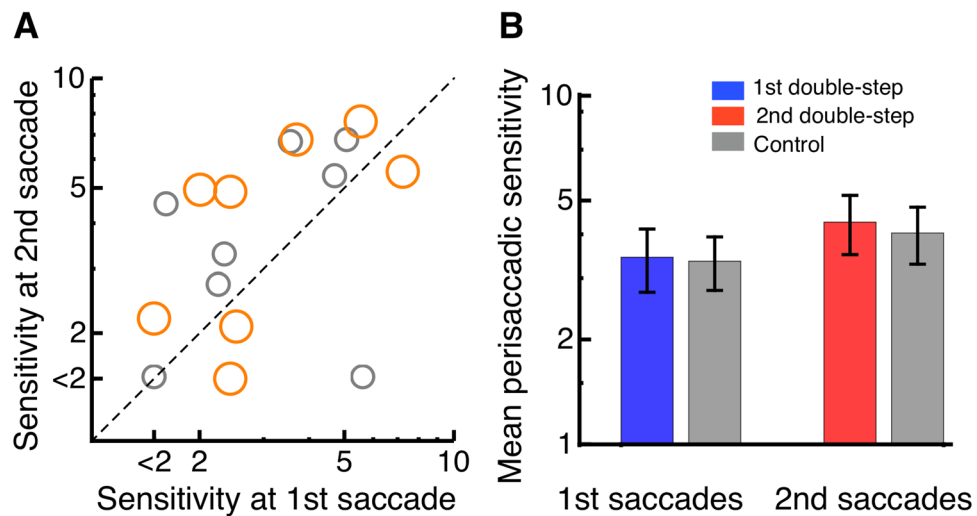 A
Sensitivity at 2nd saccade
10
5
2
<2
<2 2 5 10
Sensitivity at 1st saccade
B
Mean perisaccadic sensitivity
10
5
2
1
1st double-step
2nd double-step
Control
1st saccades 2nd saccades